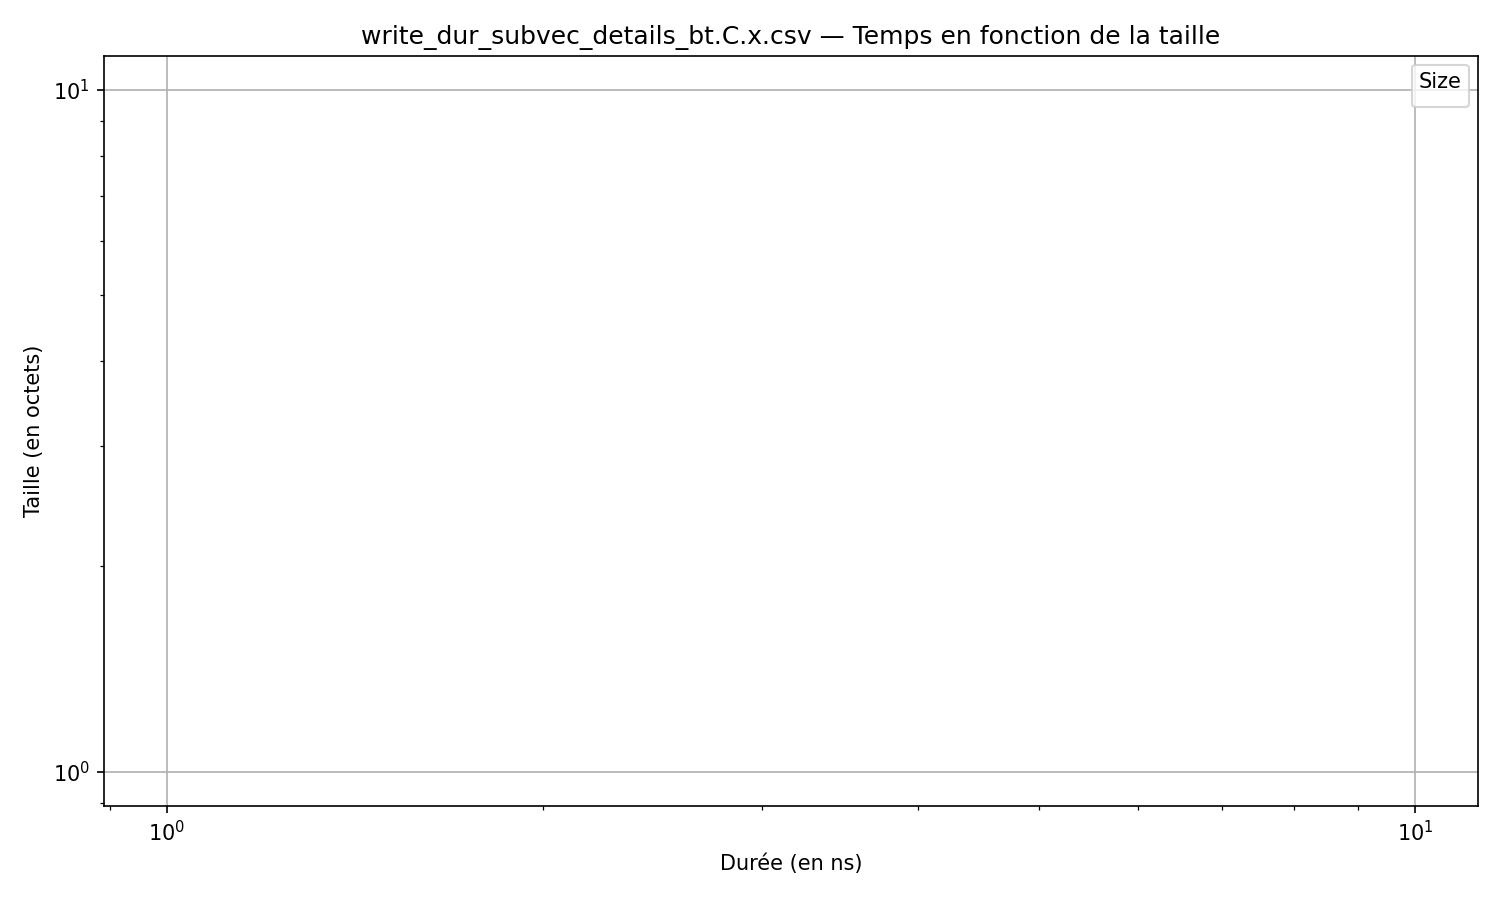 write_dur_subvec_details_bt.C.x.csv — Temps en fonction de la taille
Size
10¹
Taille (en octets)
10⁰
10⁰
10¹
Durée (en ns)